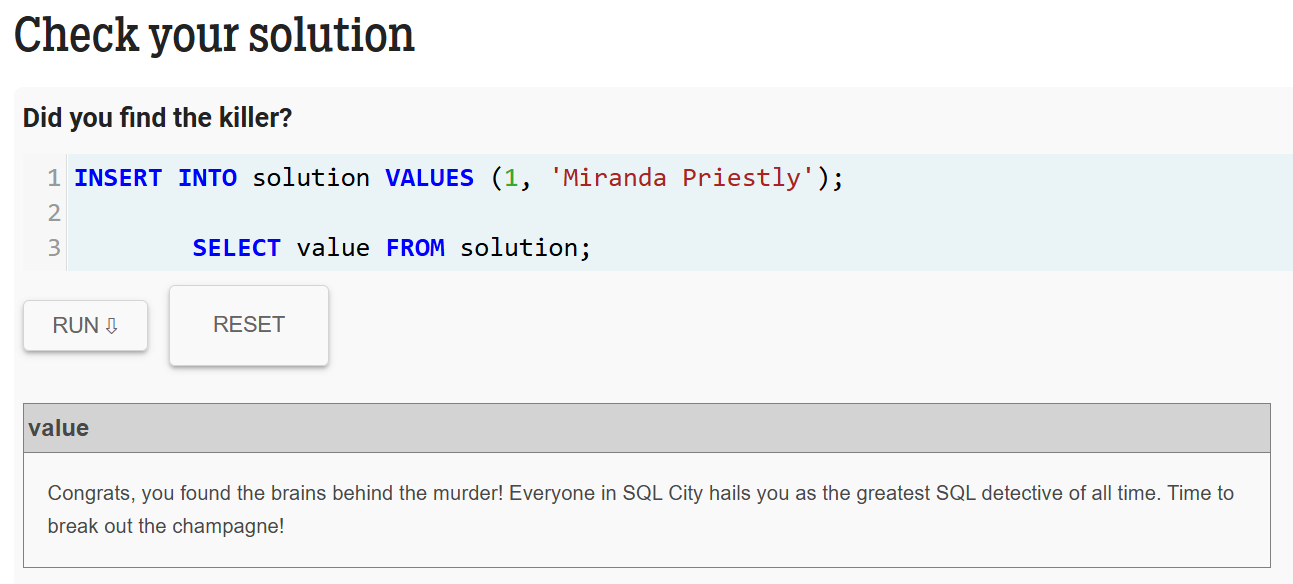 Check your solution
Did you find the killer?
1 INSERT INTO solution VALUES (1, 'Miranda Priestly');
2
3 SELECT value FROM solution;
RUN ⇩ RESET
value
Congrats, you found the brains behind the murder! Everyone in SQL City hails you as the greatest SQL detective of all time. Time to
break out the champagne!